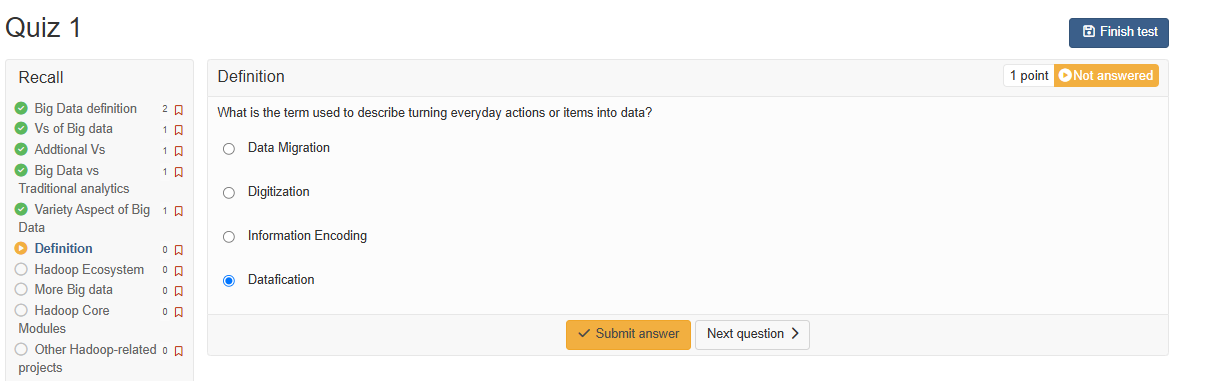 Quiz 1
Finish test
Recall
Big Data definition 2
Vs of Big data 1
Addtional Vs 1
Big Data vs 1
Traditional analytics
Variety Aspect of Big 1
Data
Definition 0
Hadoop Ecosystem 0
More Big data 0
Hadoop Core 0
Modules
Other Hadoop-related 0
projects
Definition
1 point Not answered
What is the term used to describe turning everyday actions or items into data?
Data Migration
Digitization
Information Encoding
Datafication
Submit answer
Next question